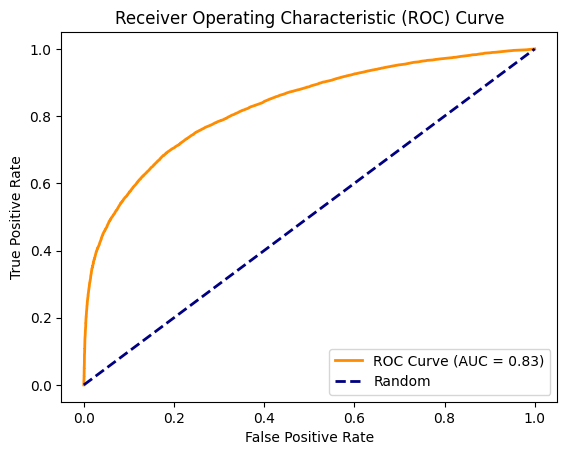 Receiver Operating Characteristic (ROC) Curve
True Positive Rate
1.0
0.8
0.6
0.4
0.2
0.0
0.0 0.2 0.4 0.6 0.8 1.0
False Positive Rate
ROC Curve (AUC = 0.83)
Random